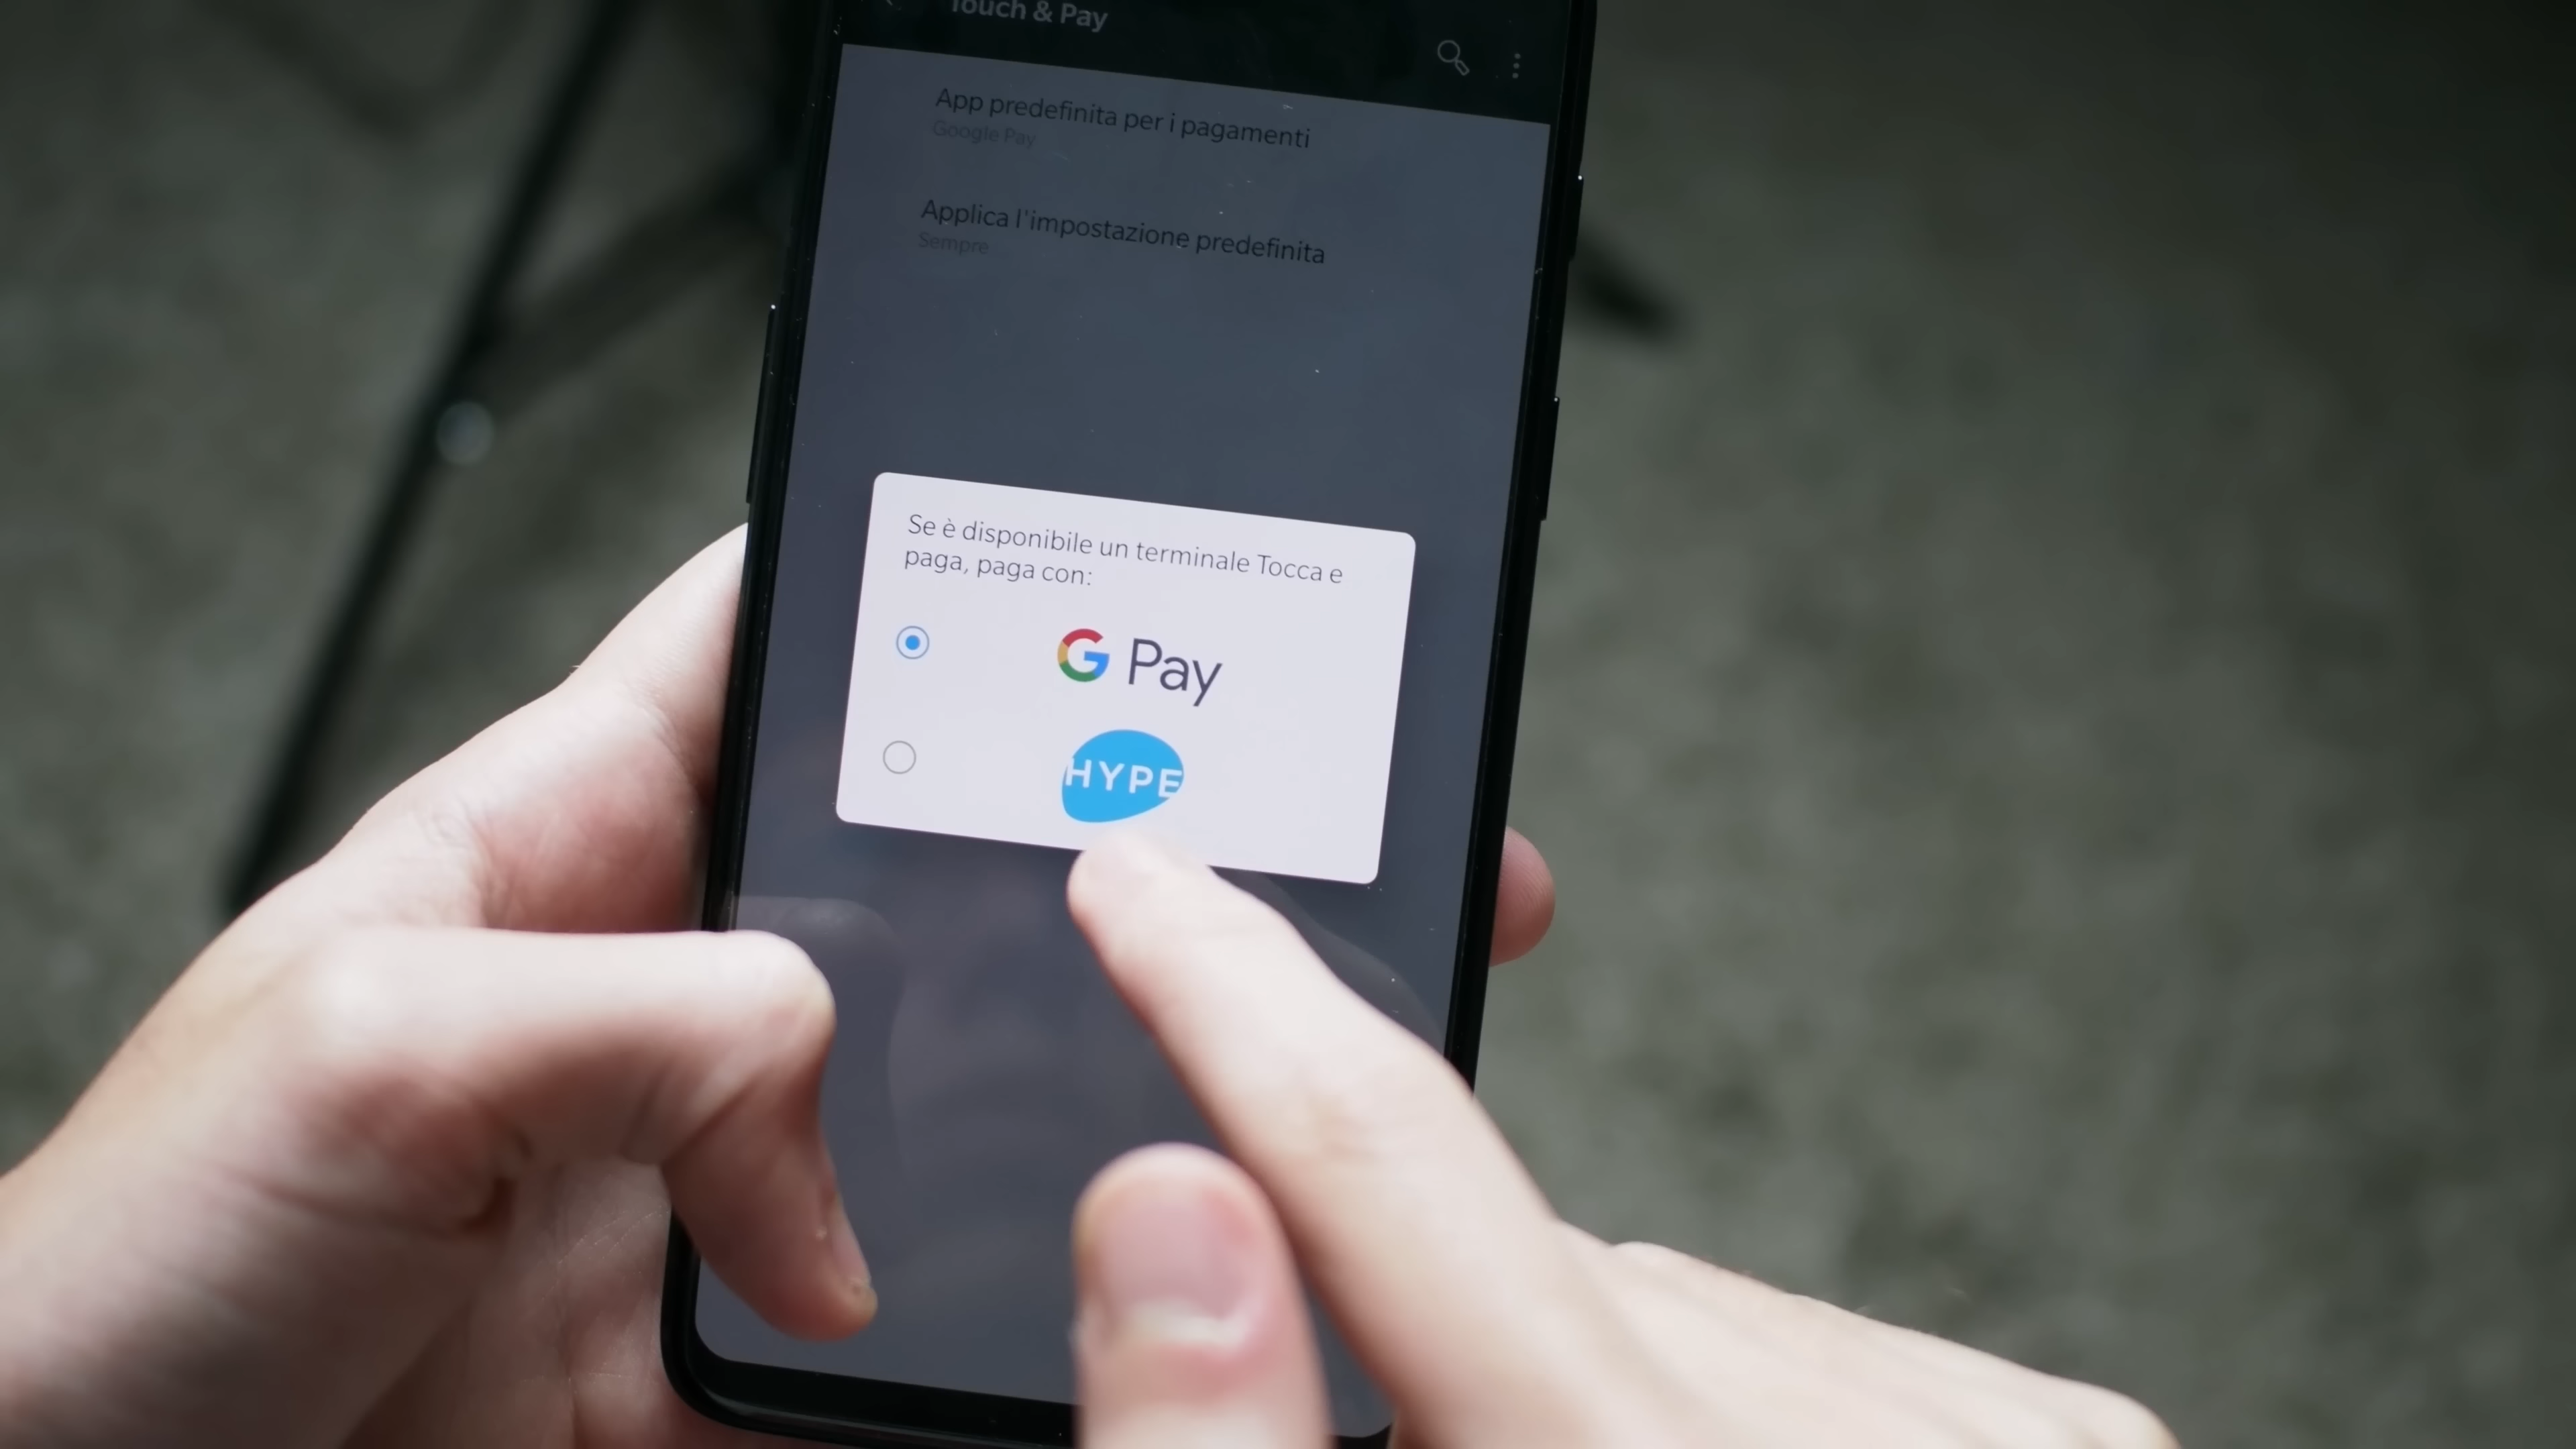 Touch & Pay
App predefinita per i pagamenti
Google Pay
Applica l'impostazione predefinita
Sempre
Se è disponibile un terminale Tocca e
paga, paga con:
G Pay
HYPE